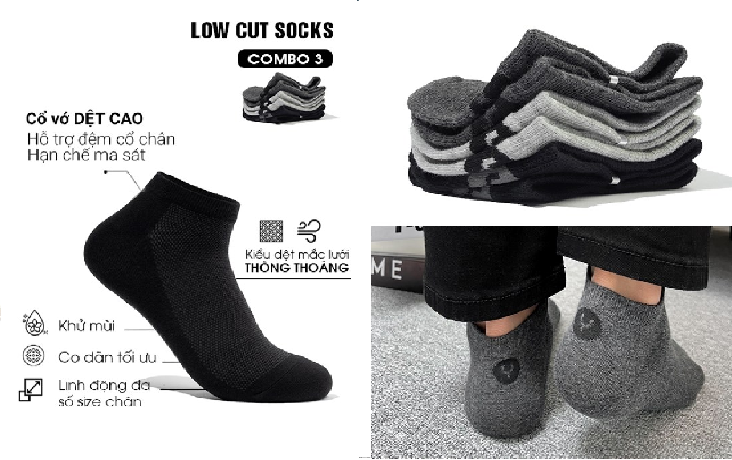 LOW CUT SOCKS
COMBO 3
Cổ vớ DỆT CAO
Hỗ trợ đệm cổ chân
Hạn chế ma sát
Kiểu dệt mắc lưới
THÔNG THOÁNG
Khử mùi
Co dãn tối ưu
Linh động đa
số size chân
ME